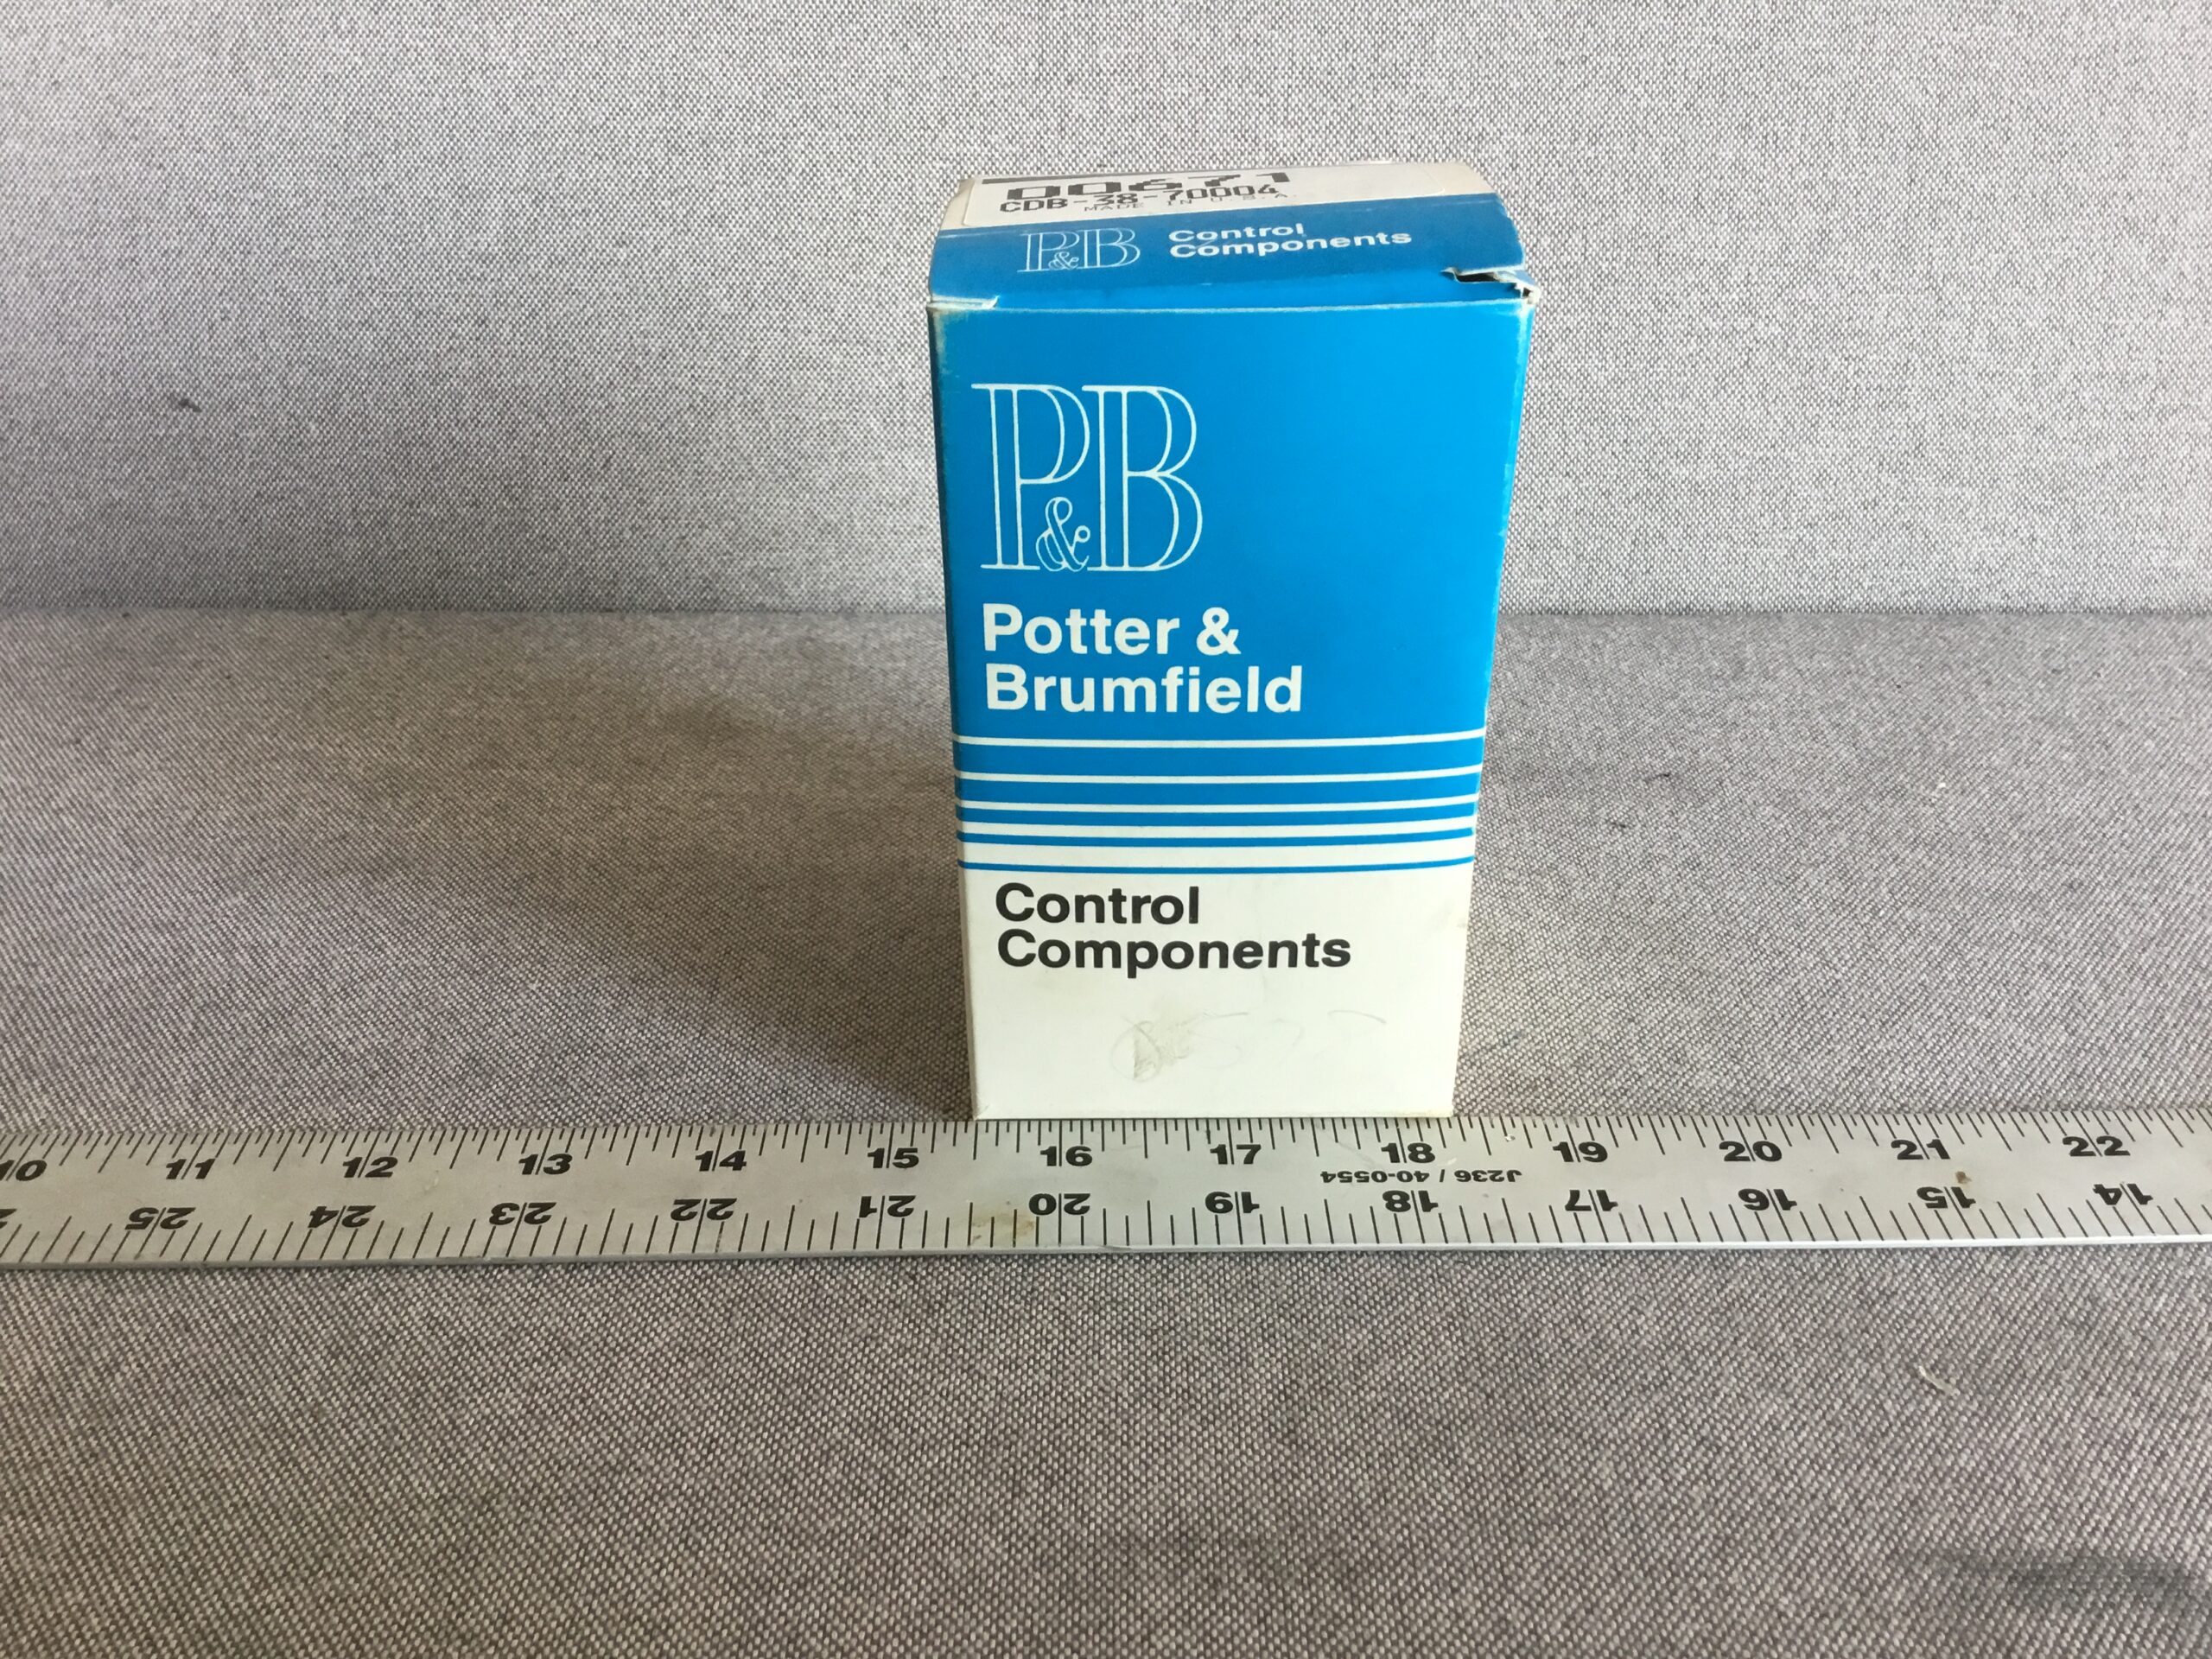 00671
CDB-38-70004
MADE IN U.S.A.
P&B Control
Components
P&B
Potter &
Brumfield
Control
Components
10 11 12 13 14 15 16 17 18 19 20 21 22
J236 / 40-0554
25 24 23 22 21 20 19 18 17 16 15 14